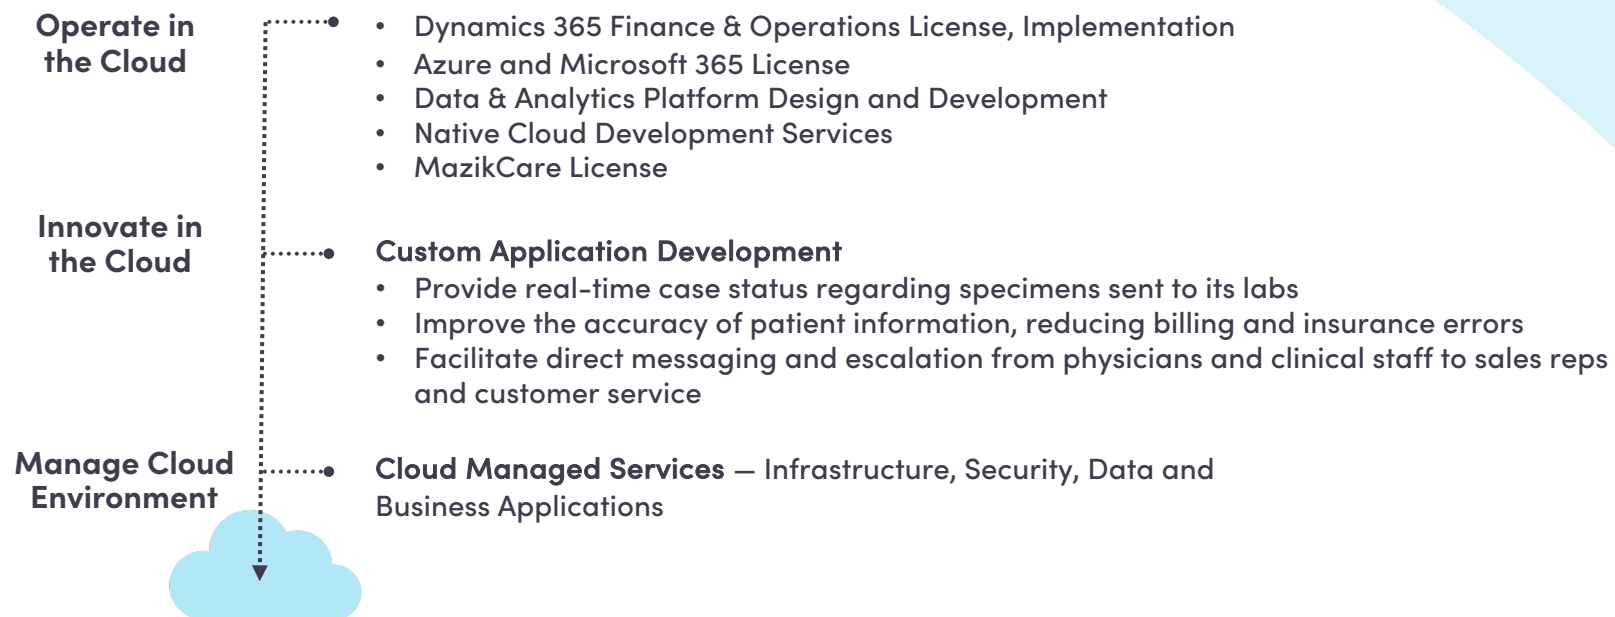 Operate in
the Cloud
• Dynamics 365 Finance & Operations License, Implementation
• Azure and Microsoft 365 License
• Data & Analytics Platform Design and Development
• Native Cloud Development Services
• MazikCare License
Innovate in
the Cloud
Custom Application Development
• Provide real-time case status regarding specimens sent to its labs
• Improve the accuracy of patient information, reducing billing and insurance errors
• Facilitate direct messaging and escalation from physicians and clinical staff to sales reps
and customer service
Manage Cloud
Environment
Cloud Managed Services — Infrastructure, Security, Data and
Business Applications